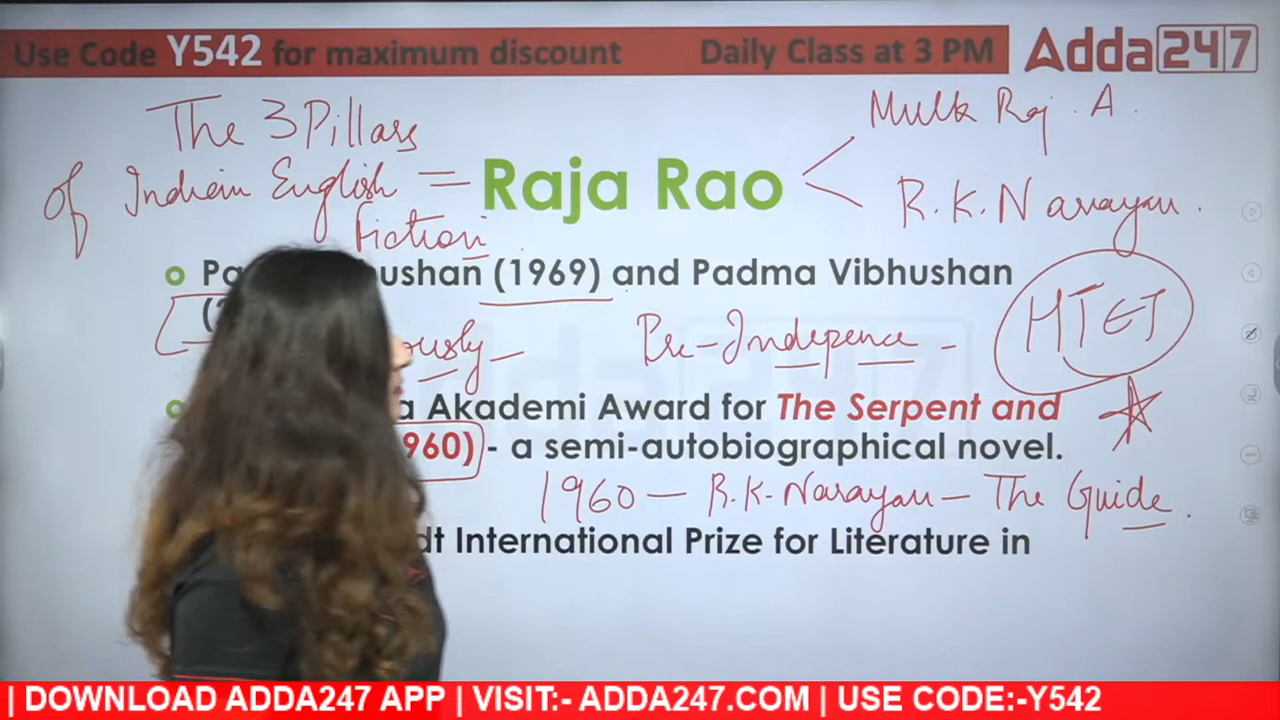 Use Code Y542 for maximum discount Daily Class at 3 PM Adda247
The 3 Pillars
of Indian English = Raja Rao
fiction
Mulk Raj . A .
R.K.Narayan .
ushan (1969) and Padma Vibhushan
ously – Pre-Indepence –
HTET
a Akademi Award for The Serpent and
960) - a semi-autobiographical novel.
1960 — R.K.Narayan — The Guide .
dt International Prize for Literature in
| DOWNLOAD ADDA247 APP | VISIT:- ADDA247.COM | USE CODE:-Y542